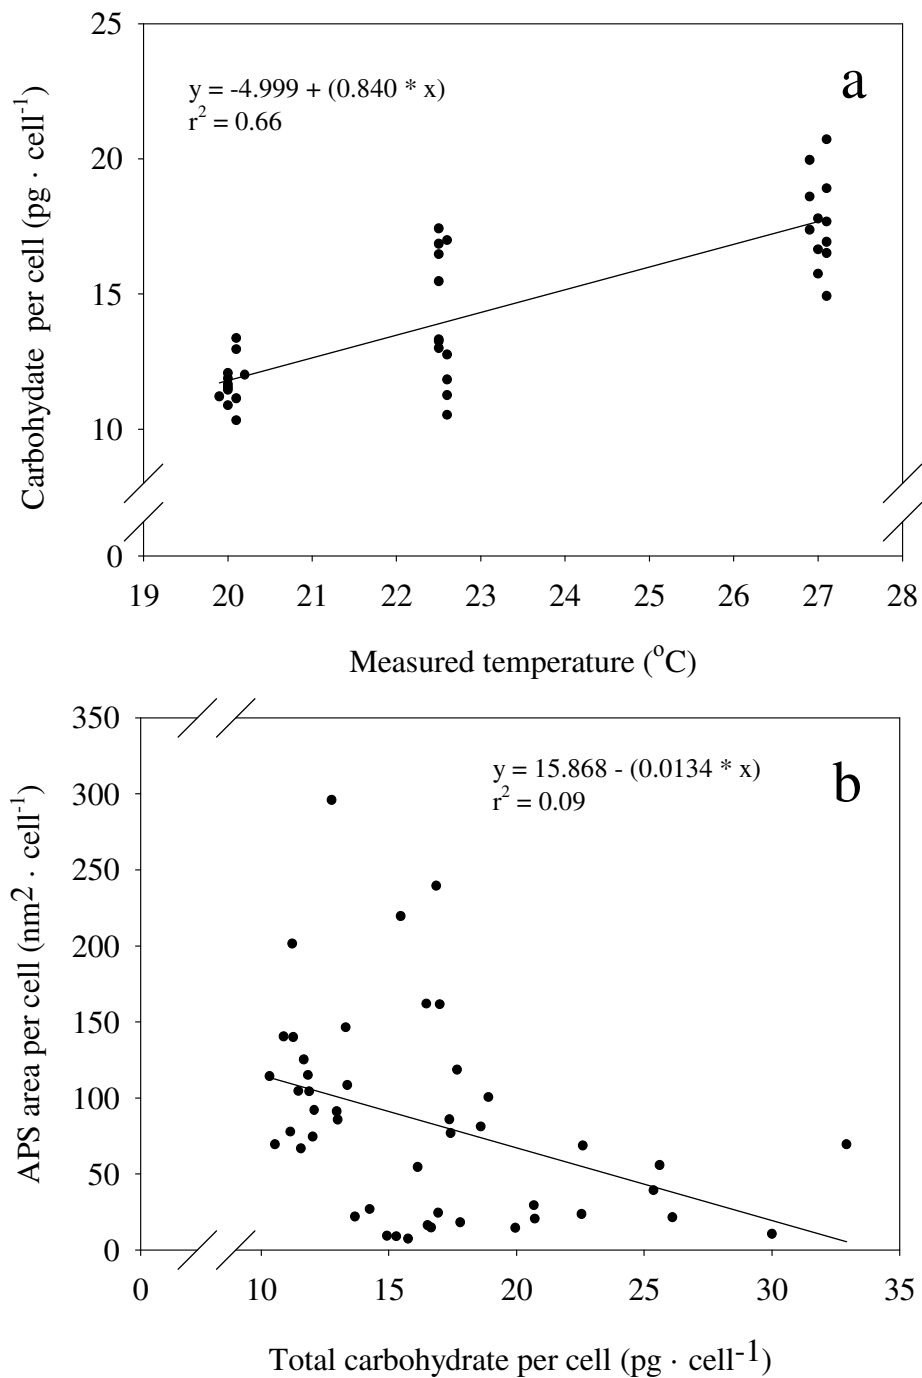 25
20
15
10
0
Carbohydate per cell (pg · cell-1)
y = -4.999 + (0.840 * x)
r2 = 0.66
a
19 20 21 22 23 24 25 26 27 28
Measured temperature (oC)
350
300
250
200
150
100
50
0
APS area per cell (nm2 · cell-1)
y = 15.868 - (0.0134 * x)
r2 = 0.09
b
0 10 15 20 25 30 35
Total carbohydrate per cell (pg · cell-1)